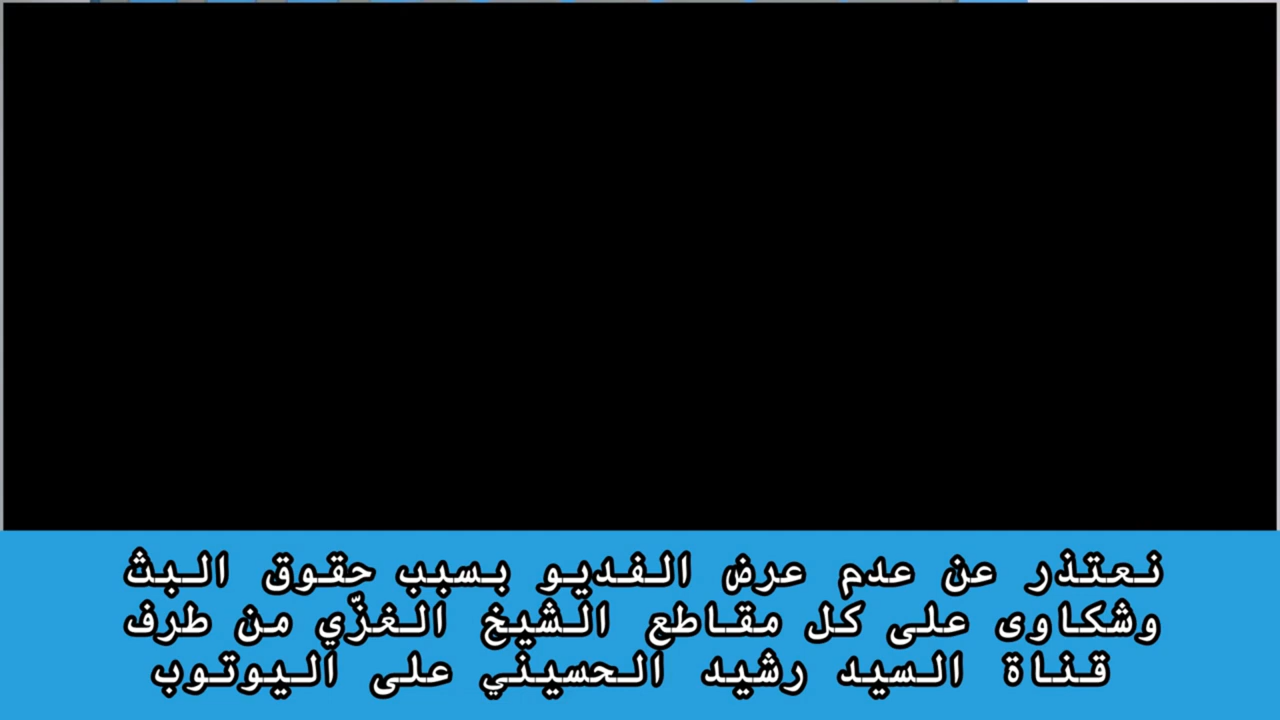 نعتذر عن عدم عرض الفديو بسبب حقوق البث
وشكاوى على كل مقاطع الشيخ الغزّي من طرف
قناة السيد رشيد الحسيني على اليوتوب